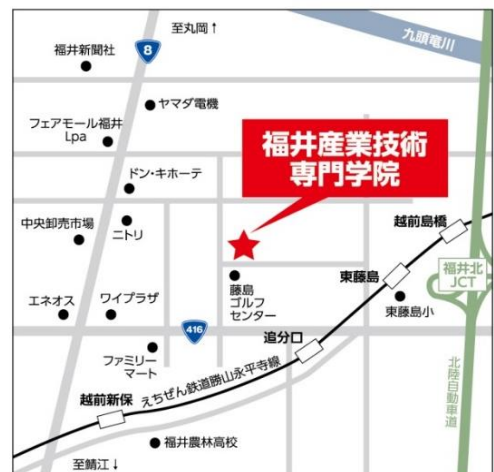 至丸岡↑
九頭竜川
福井新聞社
8
ヤマダ電機
フェアモール福井
Lpa
福井産業技術
専門学院
ドン・キホーテ
中央卸売市場
ニトリ
越前島橋
東藤島
福井北
JCT
藤島
ゴルフ
センター
東藤島小
エネオス
ワイプラザ
416
追分口
ファミリー
マート
えちぜん鉄道勝山永平寺線
北陸自動車道
越前新保
福井農林高校
至鯖江↓